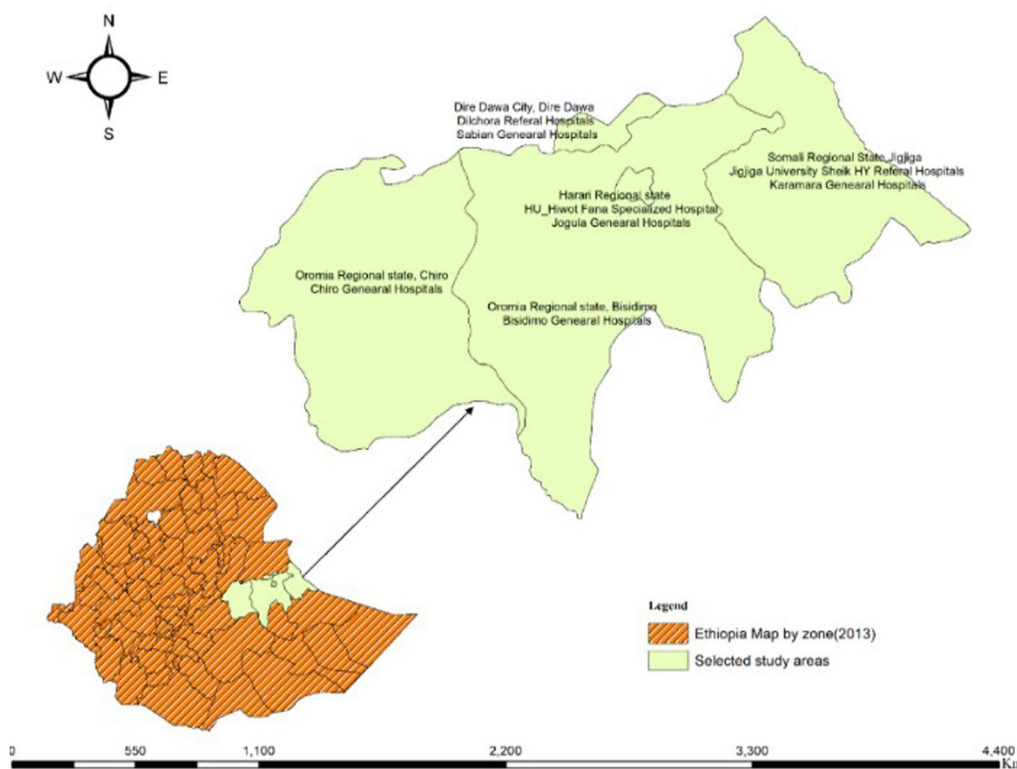 N
W E
S
Dire Dawa City, Dire Dawa
Dilchora Referal Hospitals
Sabian Genearal Hospitals
Somali Regional State,Jigjiga
Jigjiga University Sheik HY Referal Hospitals
Karamara Genearal Hospitals
Harari Regional state
HU_Hiwot Fana Specialized Hospital
Jogula Genearal Hospitals
Oromia Regional state, Chiro
Chiro Genearal Hospitals
Oromia Regional state, Bisidimo
Bisidimo Genearal Hospitals
Legend
Ethiopia Map by zone(2013)
Selected study areas
0 550 1,100 2,200 3,300 4,400
Km